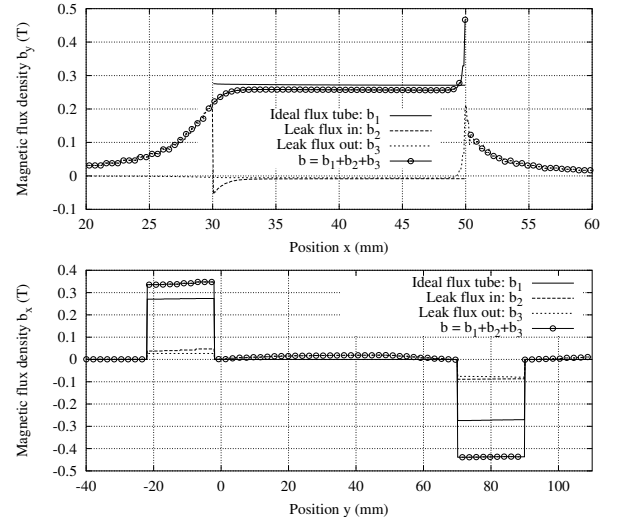 0.5
0.4
0.3
0.2
0.1
0
-0.1
20 25 30 35 40 45 50 55 60
Magnetic flux density b_y (T)
Position x (mm)
Ideal flux tube: b_1
Leak flux in: b_2
Leak flux out: b_3
b = b_1+b_2+b_3
0.4
0.3
0.2
0.1
0
-0.1
-0.2
-0.3
-0.4
-0.5
-40 -20 0 20 40 60 80 100
Magnetic flux density b_x (T)
Position y (mm)
Ideal flux tube: b_1
Leak flux in: b_2
Leak flux out: b_3
b = b_1+b_2+b_3